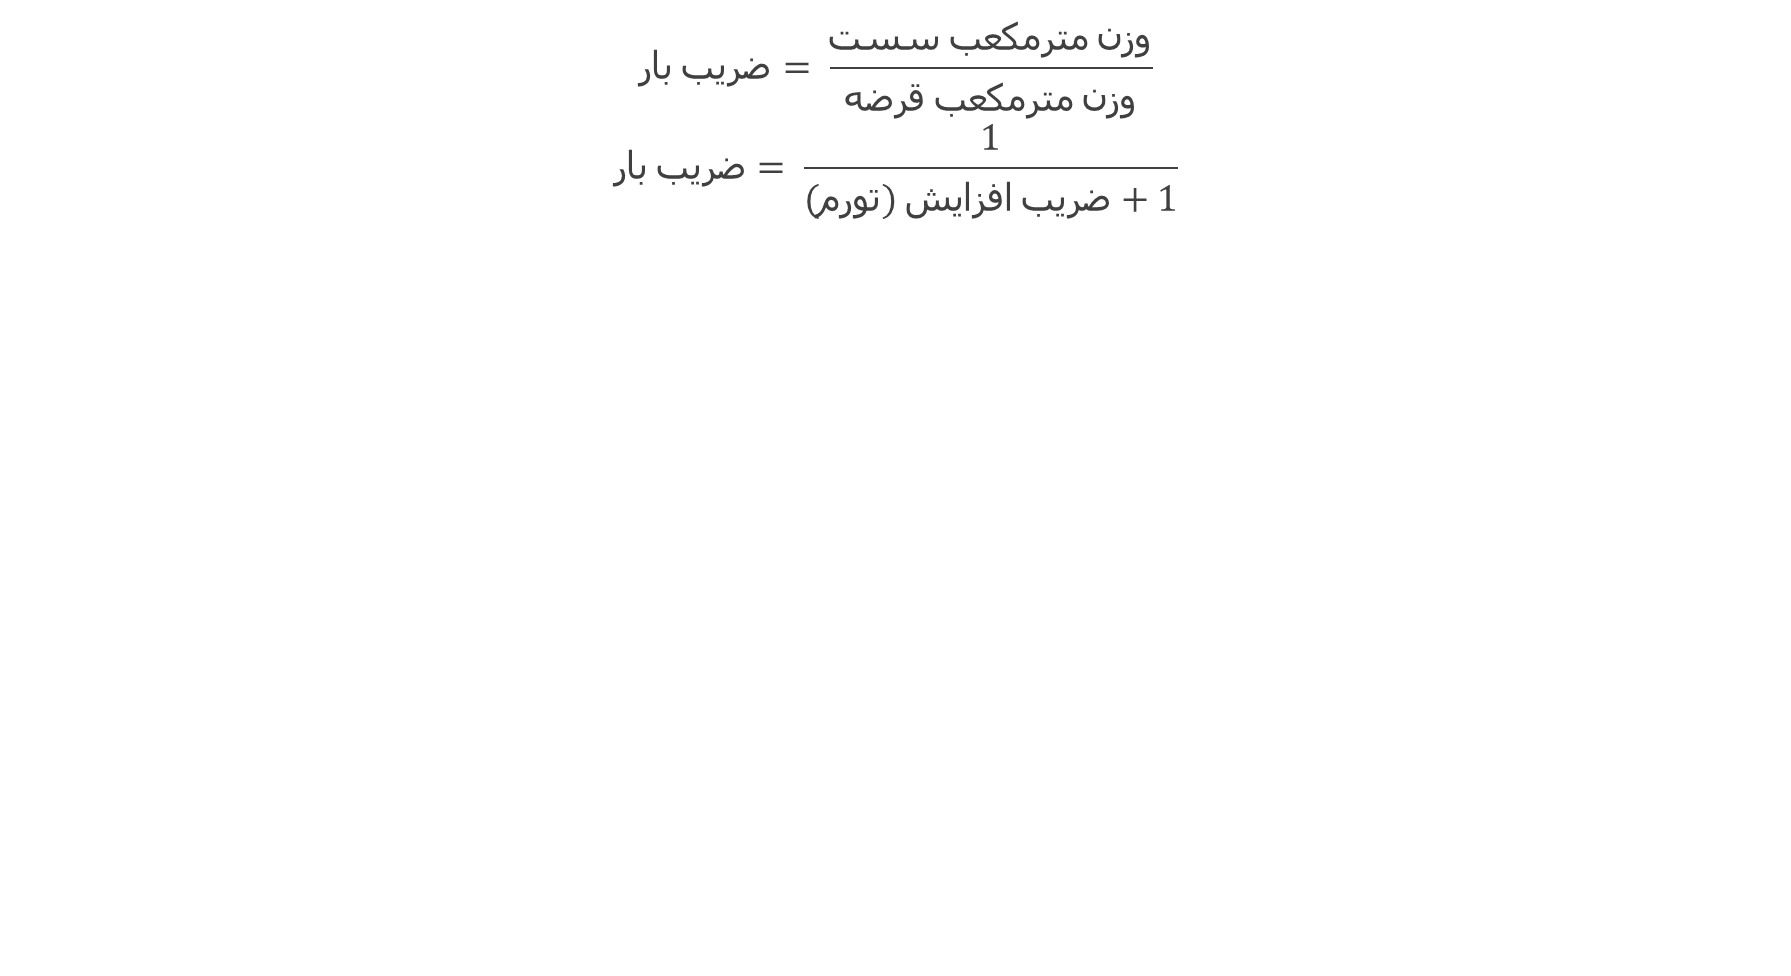 ضریب بار = وزن مترمکعب سست / وزن مترمکعب قرضه
ضریب بار = 1 / ضریب افزایش (تورم) + 1